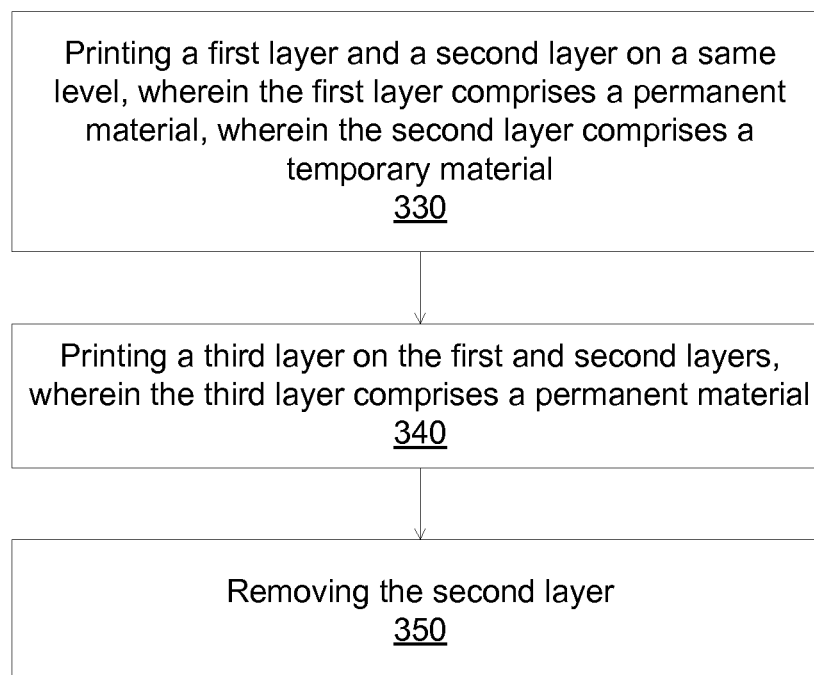 Printing a first layer and a second layer on a same
level, wherein the first layer comprises a permanent
material, wherein the second layer comprises a
temporary material
330
Printing a third layer on the first and second layers,
wherein the third layer comprises a permanent material
340
Removing the second layer
350